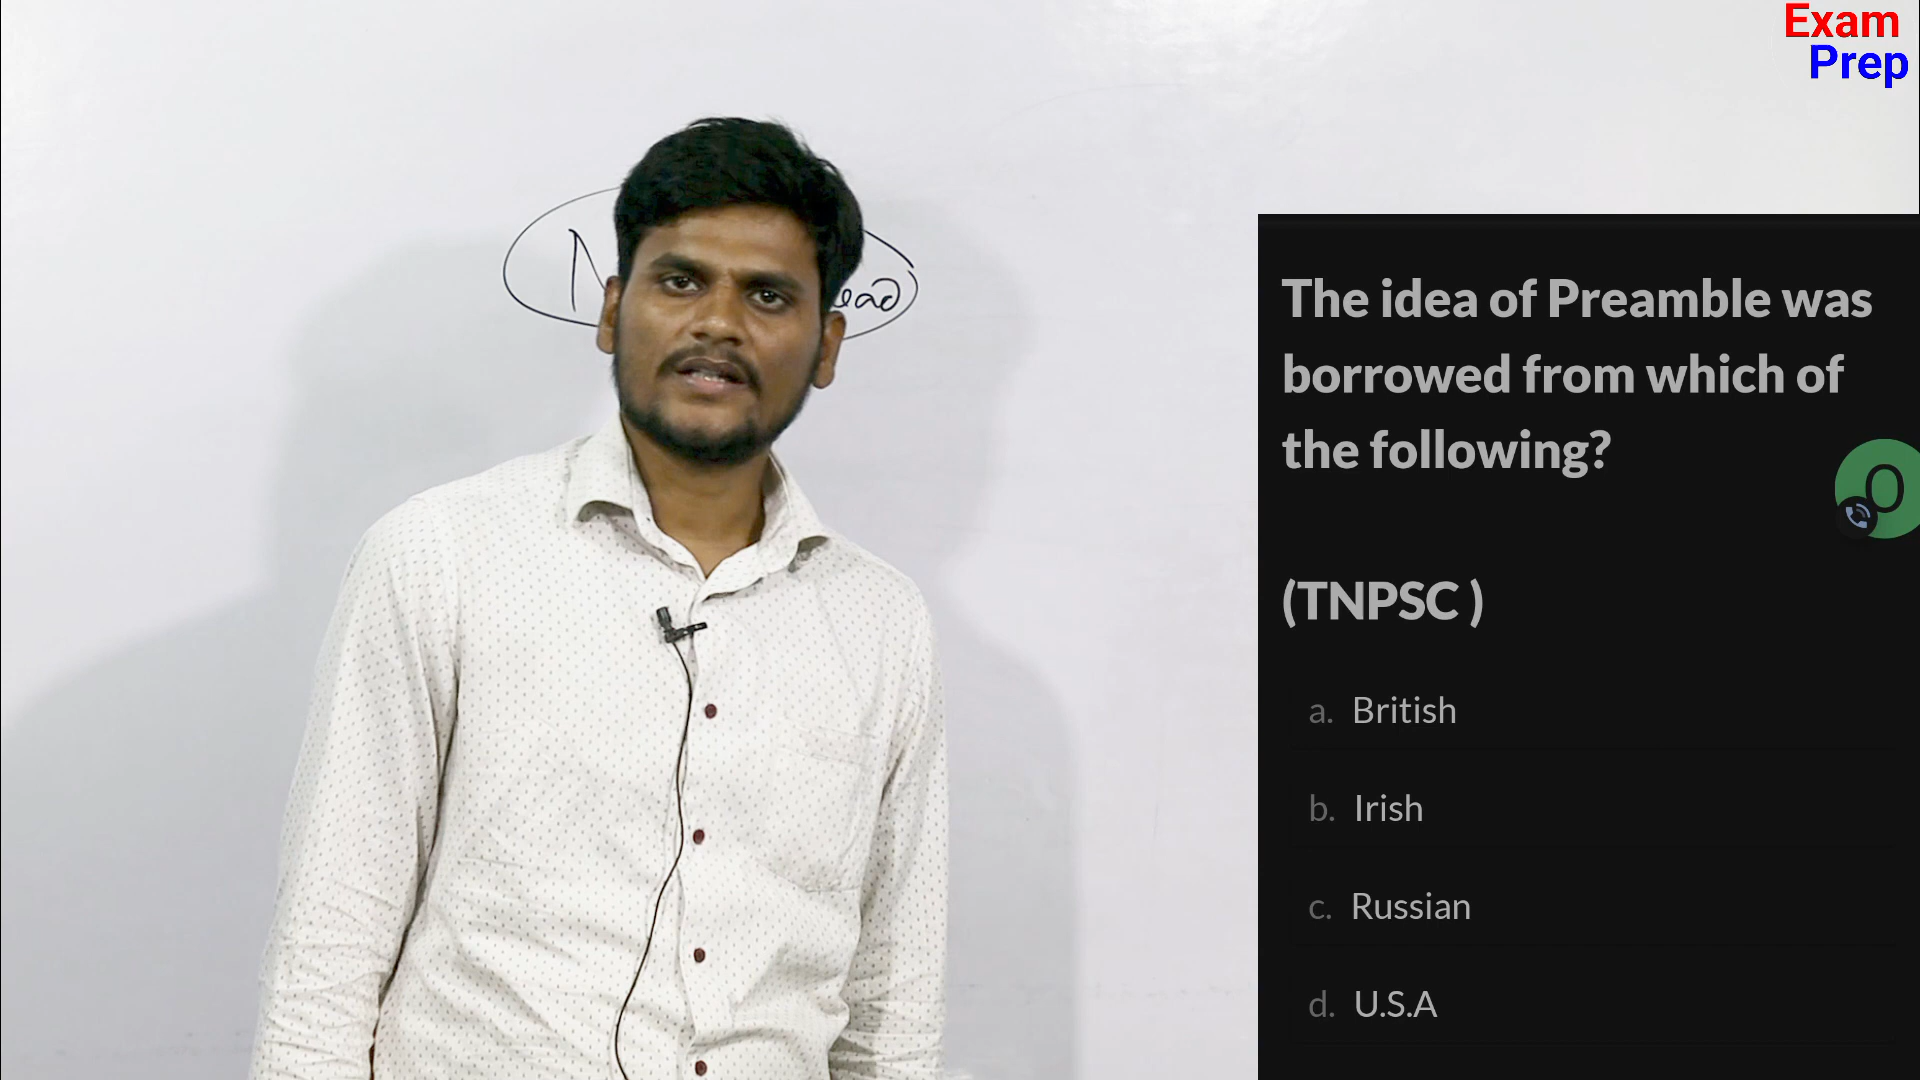 Exam
Prep
The idea of Preamble was
borrowed from which of
the following?
O
(TNPSC )
a. British
b. Irish
c. Russian
d. U.S.A